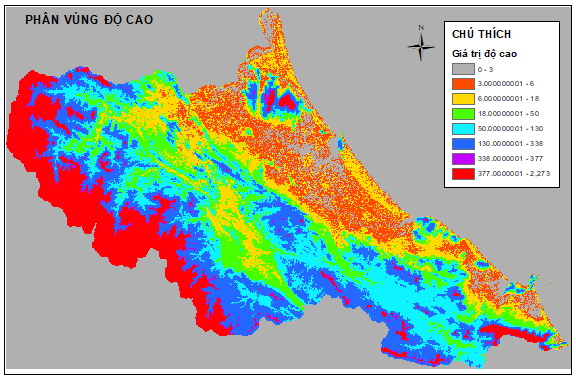 PHÂN VÙNG ĐỘ CAO
N
CHÚ THÍCH
Giá trị độ cao
0 - 3
3.000000001 - 6
6.000000001 - 18
18.00000001 - 50
50.00000001 - 130
130.0000001 - 338
338.0000001 - 377
377.0000001 - 2,273